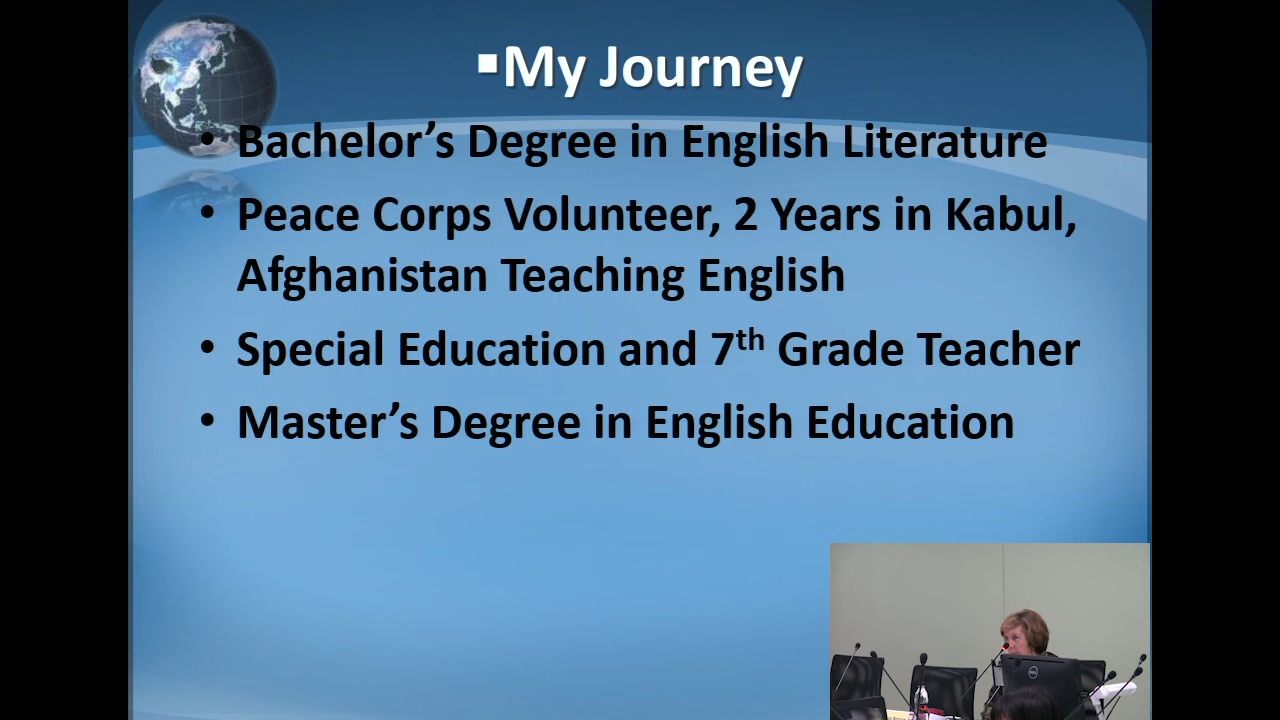 ▪My Journey
• Bachelor’s Degree in English Literature
• Peace Corps Volunteer, 2 Years in Kabul,
Afghanistan Teaching English
• Special Education and 7th Grade Teacher
• Master’s Degree in English Education
DELL